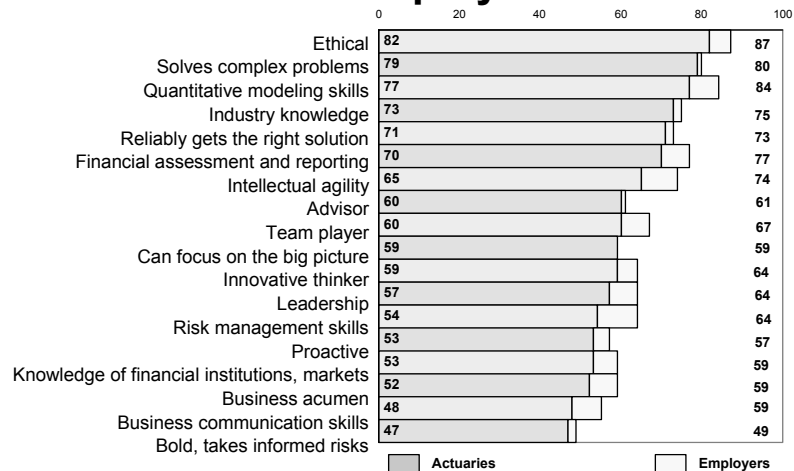 0 20 40 60 80 100
Ethical 82 87
Solves complex problems 79 80
Quantitative modeling skills 77 84
Industry knowledge 73 75
Reliably gets the right solution 71 73
Financial assessment and reporting 70 77
Intellectual agility 65 74
Advisor 60 61
Team player 60 67
Can focus on the big picture 59 59
Innovative thinker 59 64
Leadership 57 64
Risk management skills 54 64
Proactive 53 57
Knowledge of financial institutions, markets 53 59
Business acumen 52 59
Business communication skills 48 59
Bold, takes informed risks 47 49
Actuaries Employers